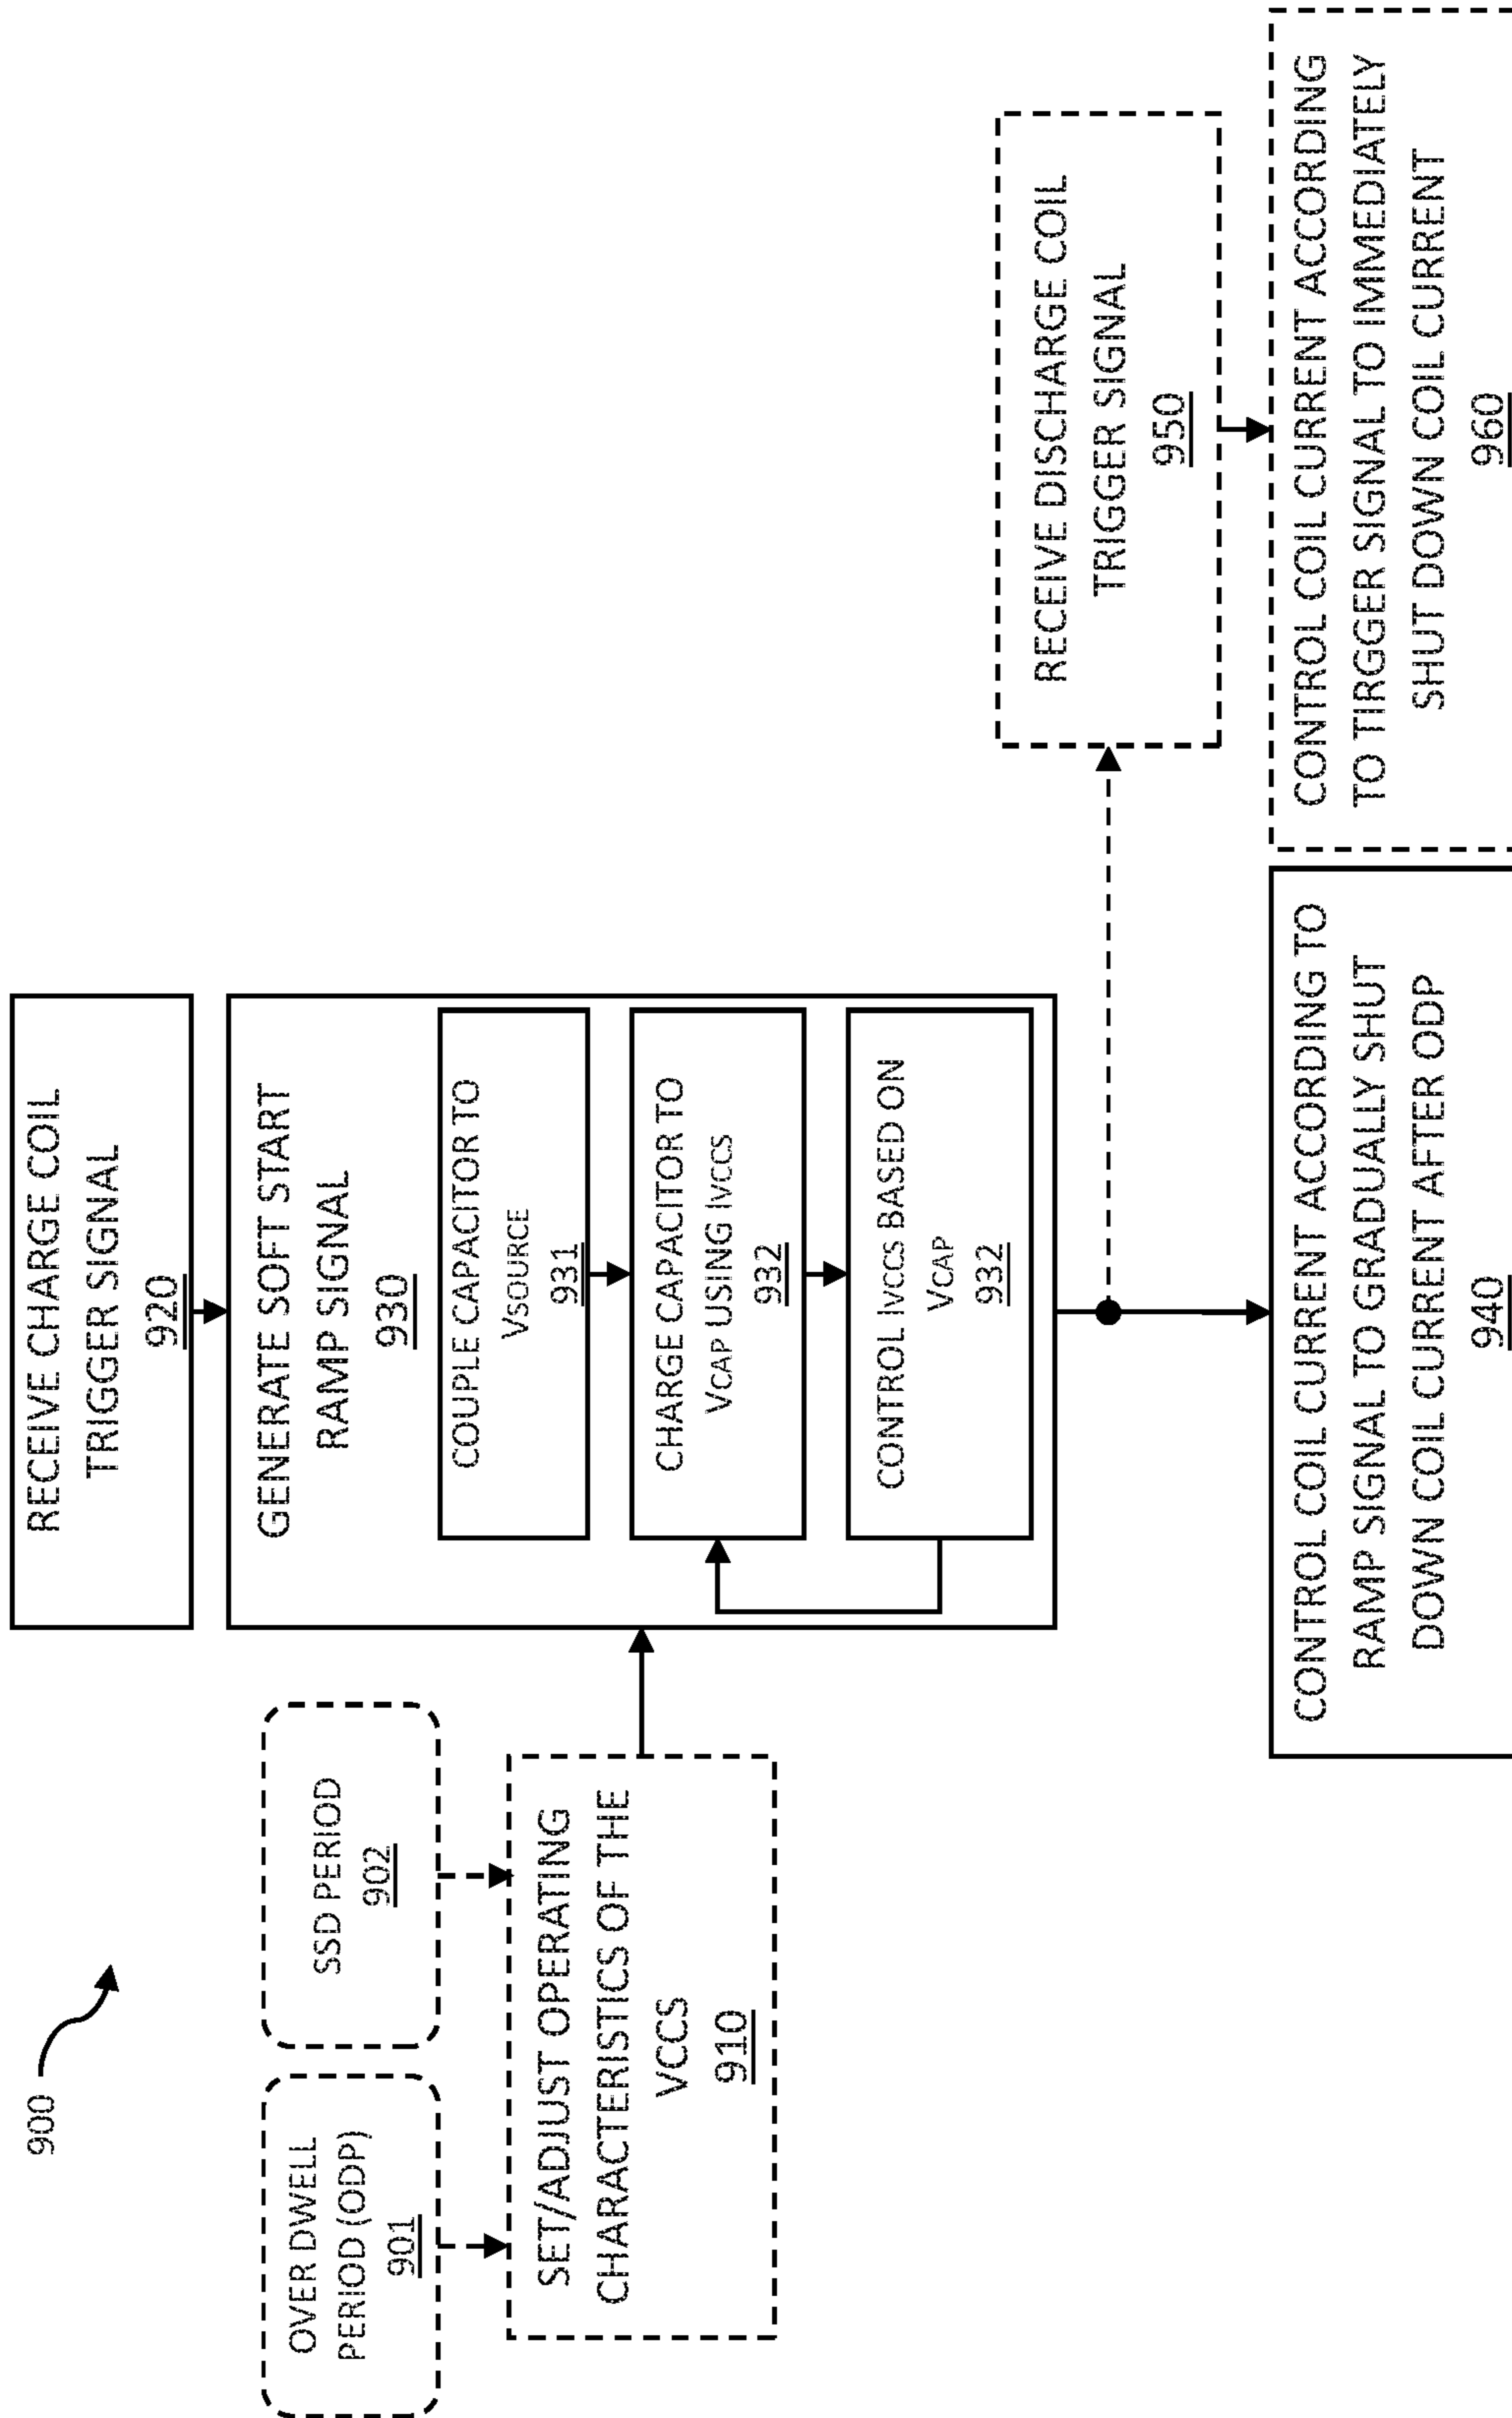 900
OVER DWELL
PERIOD (ODP)
901
SSD PERIOD
902
SET/ADJUST OPERATING
CHARACTERISTICS OF THE
VCCS
910
RECEIVE CHARGE COIL
TRIGGER SIGNAL
920
GENERATE SOFT START
RAMP SIGNAL
930
COUPLE CAPACITOR TO
VSOURCE
931
CHARGE CAPACITOR TO
VCAP USING IVCCS
932
CONTROL IVCCS BASED ON
VCAP
932
CONTROL COIL CURRENT ACCORDING TO
RAMP SIGNAL TO GRADUALLY SHUT
DOWN COIL CURRENT AFTER ODP
940
RECEIVE DISCHARGE COIL
TRIGGER SIGNAL
950
CONTROL COIL CURRENT ACCORDING
TO TIRGGER SIGNAL TO IMMEDIATELY
SHUT DOWN COIL CURRENT
960